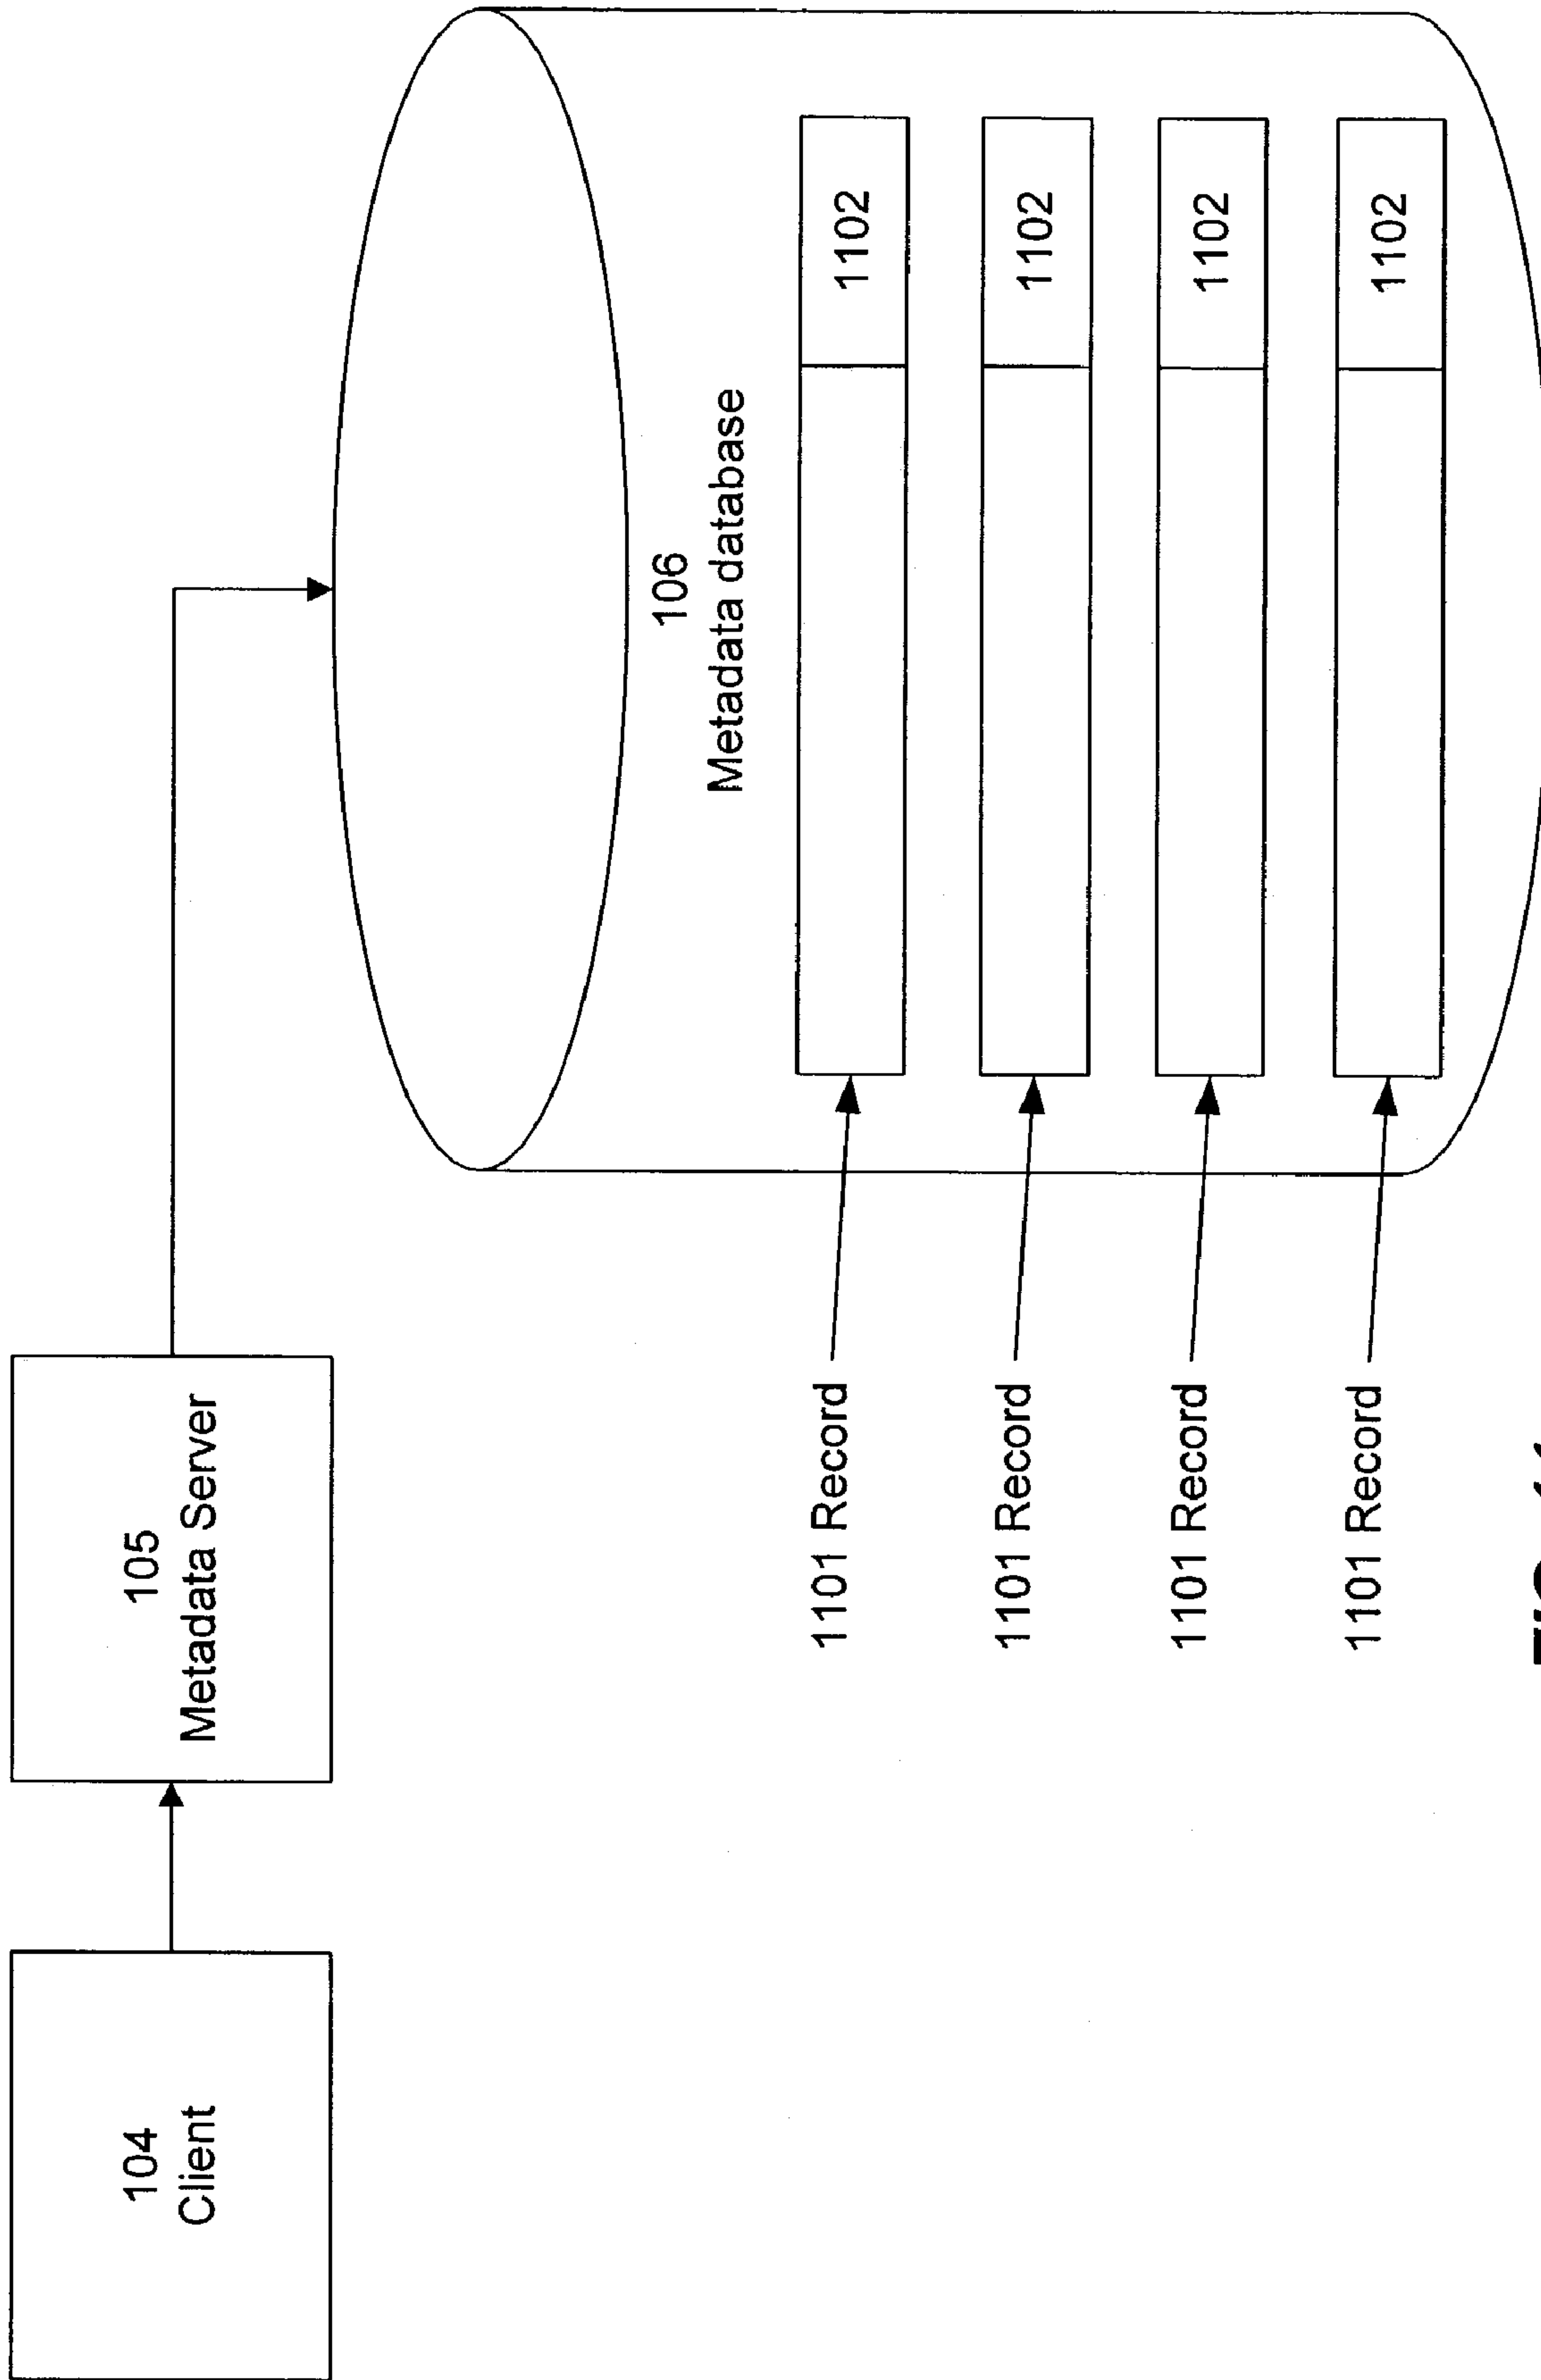 104
Client
105
Metadata Server
106
Metadata database
1101 Record
1102
1101 Record
1102
1101 Record
1102
1101 Record
1102